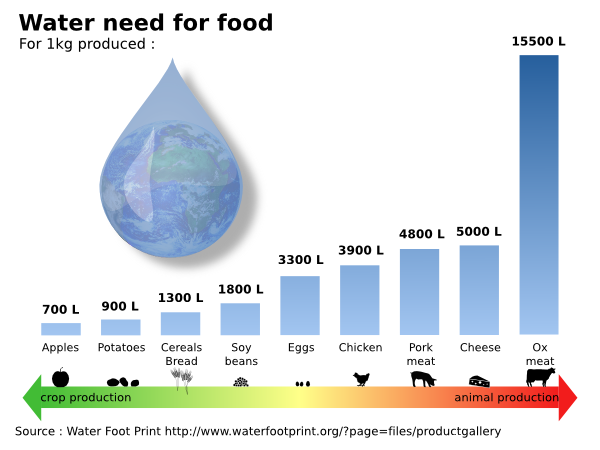 Water need for food
For 1kg produced :
15500 L
5000 L
4800 L
3900 L
3300 L
1800 L
1300 L
900 L
700 L
Apples
Potatoes
Cereals
Bread
Soy
beans
Eggs
Chicken
Pork
meat
Cheese
Ox
meat
crop production
animal production
Source : Water Foot Print http://www.waterfootprint.org/?page=files/productgallery